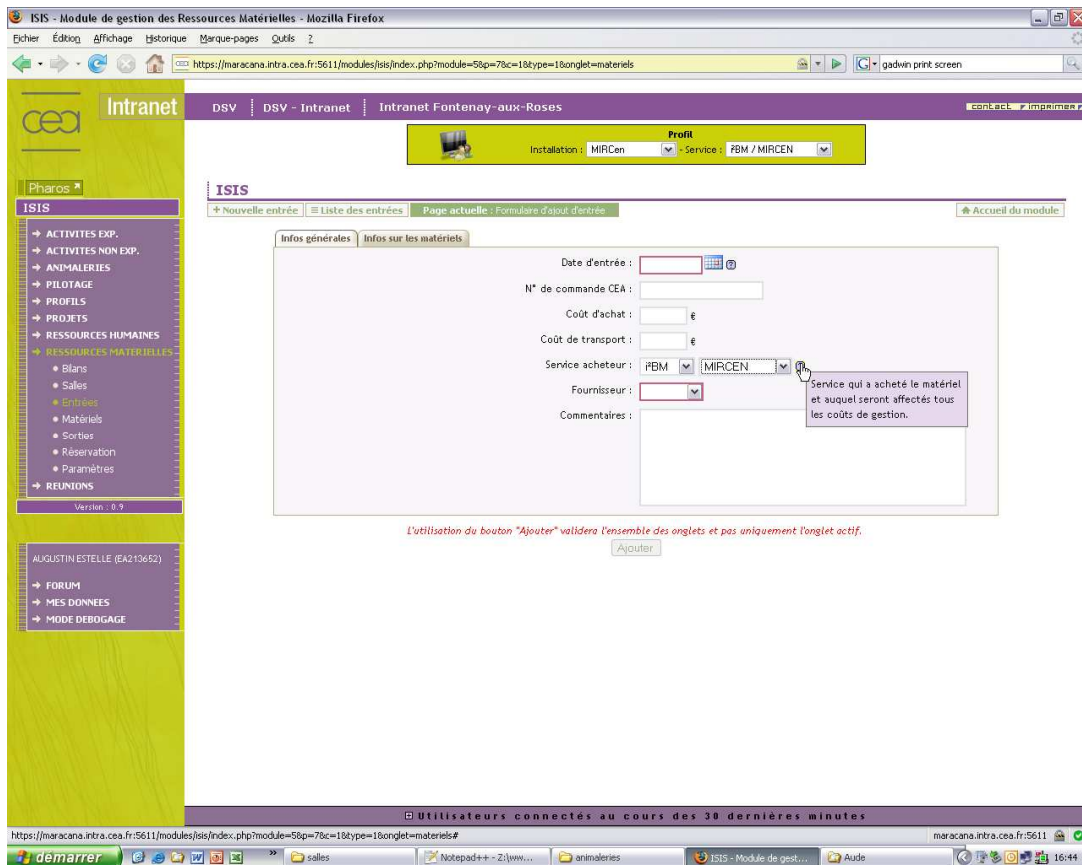 ISIS - Module de gestion des Ressources Matérielles - Mozilla Firefox
Fichier Édition Affichage Historique Marque-pages Outils ?
https://maracana.intra.cea.fr:5611/modules/isis/index.php?module=5&p=7&c=1&type=1&onglet=materiels
G gadwin print screen
cea Intranet
DSV DSV - Intranet Intranet Fontenay-aux-Roses
contact imprimer
Profil
Installation : MIRCen - Service : I²BM / MIRCEN
Pharos
ISIS
ISIS
+ Nouvelle entrée Liste des entrées Page actuelle : Formulaire d'ajout d'entrée Accueil du module
ACTIVITES EXP.
ACTIVITES NON EXP.
ANIMALERIES
PILOTAGE
PROFILS
PROJETS
RESSOURCES HUMAINES
RESSOURCES MATERIELLES
Bilans
Salles
Entrées
Matériels
Sorties
Réservation
Paramètres
REUNIONS
Version : 0.9
AUGUSTIN ESTELLE (EA213652)
FORUM
MES DONNEES
MODE DEBOGAGE
Infos générales Infos sur les matériels
Date d'entrée :
N° de commande CEA :
Coût d'achat : €
Coût de transport : €
Service acheteur : I²BM MIRCEN
Fournisseur :
Commentaires :
Service qui a acheté le matériel
et auquel seront affectés tous
les coûts de gestion.
L'utilisation du bouton "Ajouter" validera l'ensemble des onglets et pas uniquement l'onglet actif.
Ajouter
Utilisateurs connectés au cours des 30 dernières minutes
https://maracana.intra.cea.fr:5611/modules/isis/index.php?module=5&p=7&c=1&type=1&onglet=materiels#
maracana.intra.cea.fr:5611
démarrer » salles Notepad++ - Z:\ww... animaleries ISIS - Module de gest... Aude 16:44